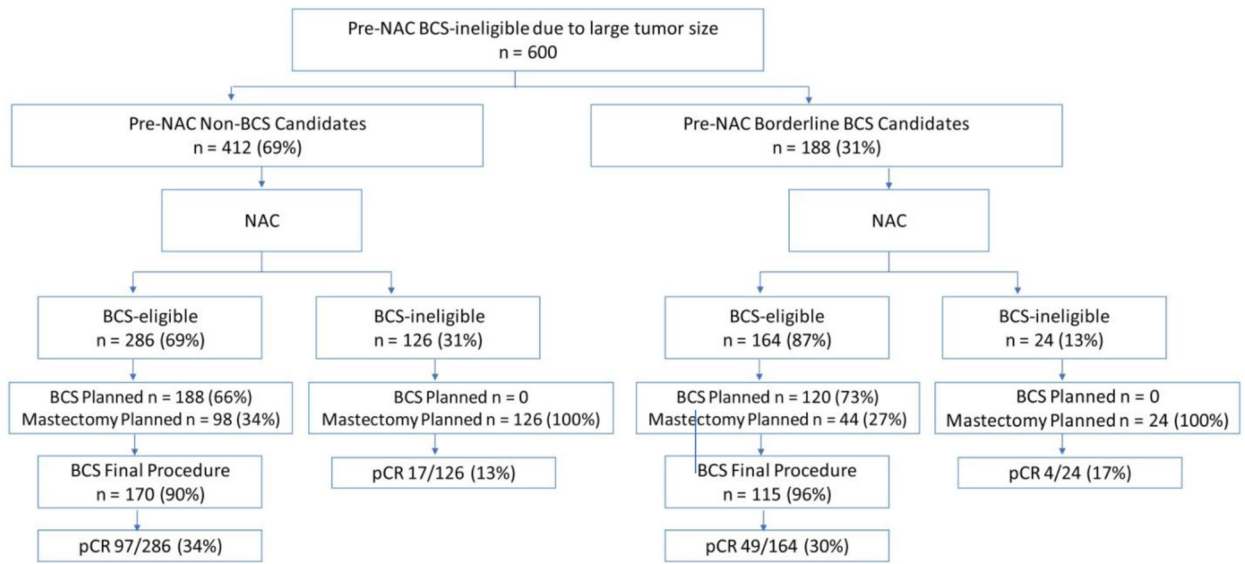 Pre-NAC BCS-ineligible due to large tumor size
n = 600
Pre-NAC Non-BCS Candidates
n = 412 (69%)
Pre-NAC Borderline BCS Candidates
n = 188 (31%)
NAC
NAC
BCS-eligible
n = 286 (69%)
BCS-ineligible
n = 126 (31%)
BCS-eligible
n = 164 (87%)
BCS-ineligible
n = 24 (13%)
BCS Planned n = 188 (66%)
Mastectomy Planned n = 98 (34%)
BCS Planned n = 0
Mastectomy Planned n = 126 (100%)
BCS Planned n = 120 (73%)
Mastectomy Planned n = 44 (27%)
BCS Planned n = 0
Mastectomy Planned n = 24 (100%)
BCS Final Procedure
n = 170 (90%)
pCR 17/126 (13%)
BCS Final Procedure
n = 115 (96%)
pCR 4/24 (17%)
pCR 97/286 (34%)
pCR 49/164 (30%)